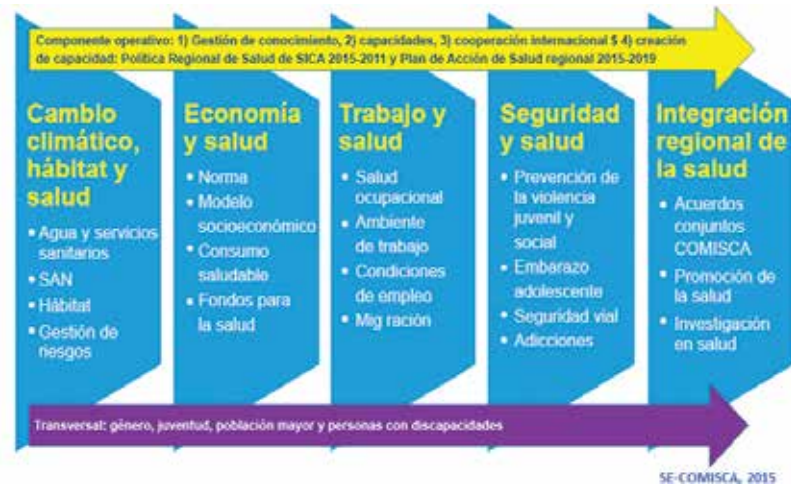 Componente operativo: 1) Gestión de conocimiento, 2) capacidades, 3) cooperación internacional $ 4) creación
de capacidad: Política Regional de Salud de SICA 2015-2011 y Plan de Acción de Salud regional 2015-2019
Cambio
climático,
hábitat y
salud
• Agua y servicios
sanitarios
• SAN
• Hábitat
• Gestión de
riesgos
Economía
y salud
• Norma
• Modelo
socioeconómico
• Consumo
saludable
• Fondos para
la salud
Trabajo y
salud
• Salud
ocupacional
• Ambiente
de trabajo
• Condiciones
de empleo
• Mig ración
Seguridad
y salud
• Prevención de
la violencia
juvenil y
social
• Embarazo
adolescente
• Seguridad vial
• Adicciones
Integración
regional de
la salud
• Acuerdos
conjuntos
COMISCA
• Promoción de
la salud
• Investigación
en salud
Transversal: género, juventud, población mayor y personas con discapacidades
SE-COMISCA, 2015